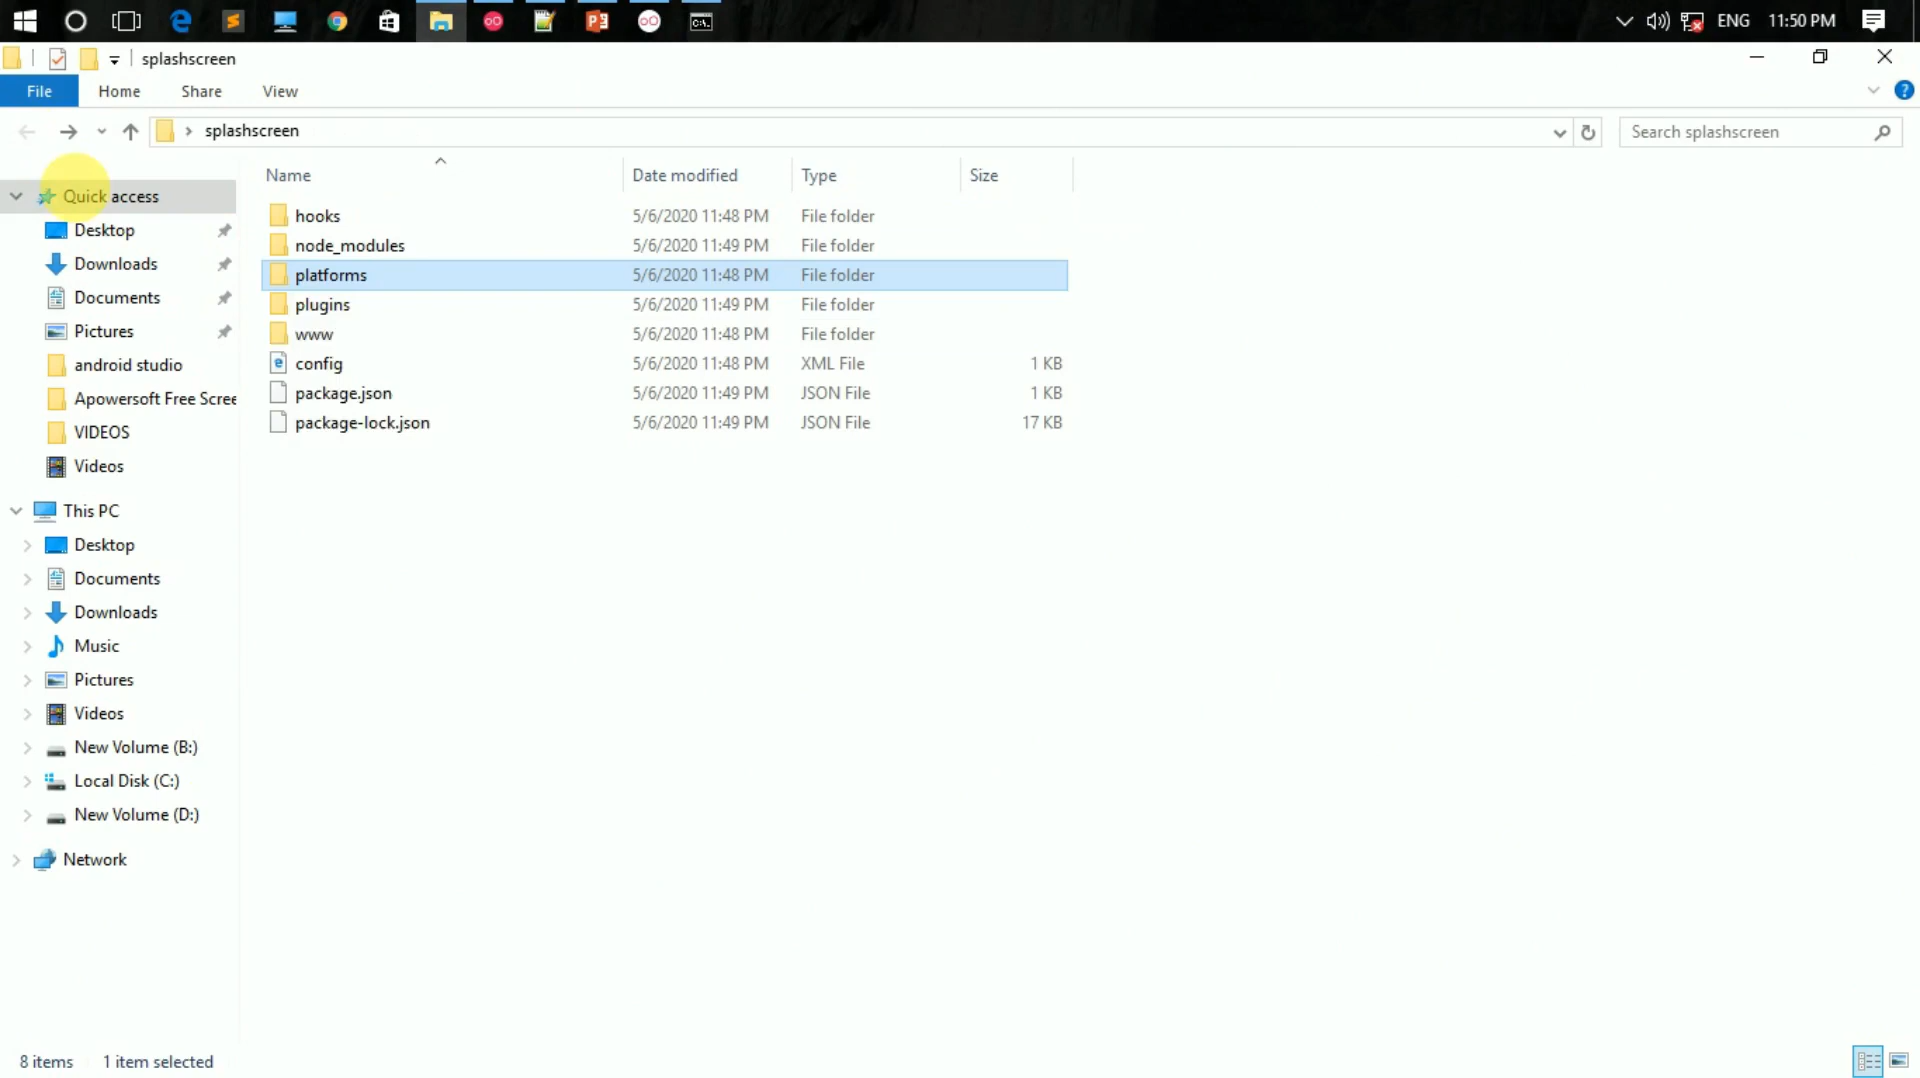 ENG 11:50 PM
splashscreen
File Home Share View
splashscreen
Search splashscreen
Name Date modified Type Size
Quick access
Desktop
Downloads
Documents
Pictures
android studio
Apowersoft Free Scree
VIDEOS
Videos
This PC
Desktop
Documents
Downloads
Music
Pictures
Videos
New Volume (B:)
Local Disk (C:)
New Volume (D:)
Network
hooks 5/6/2020 11:48 PM File folder
node_modules 5/6/2020 11:49 PM File folder
platforms 5/6/2020 11:48 PM File folder
plugins 5/6/2020 11:49 PM File folder
www 5/6/2020 11:48 PM File folder
config 5/6/2020 11:48 PM XML File 1 KB
package.json 5/6/2020 11:49 PM JSON File 1 KB
package-lock.json 5/6/2020 11:49 PM JSON File 17 KB
8 items 1 item selected